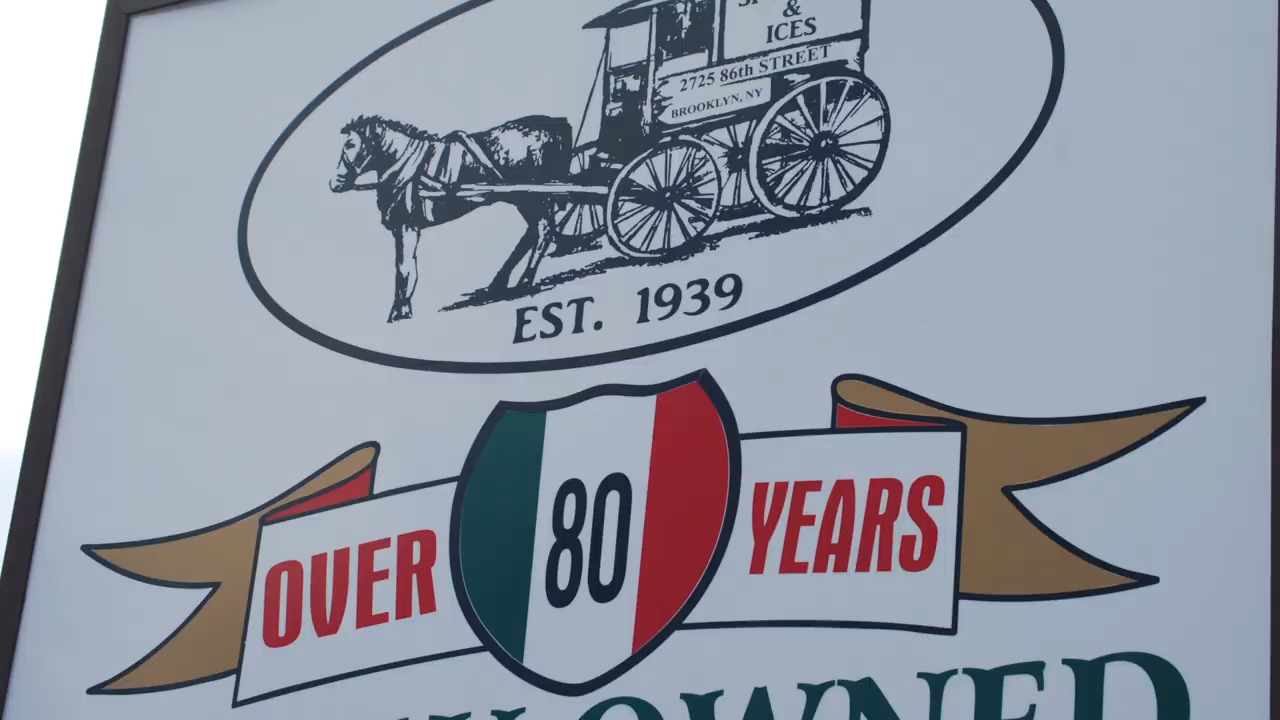 &
ICES
2725 86th STREET
BROOKLYN, NY
EST. 1939
OVER 80 YEARS
OWNED